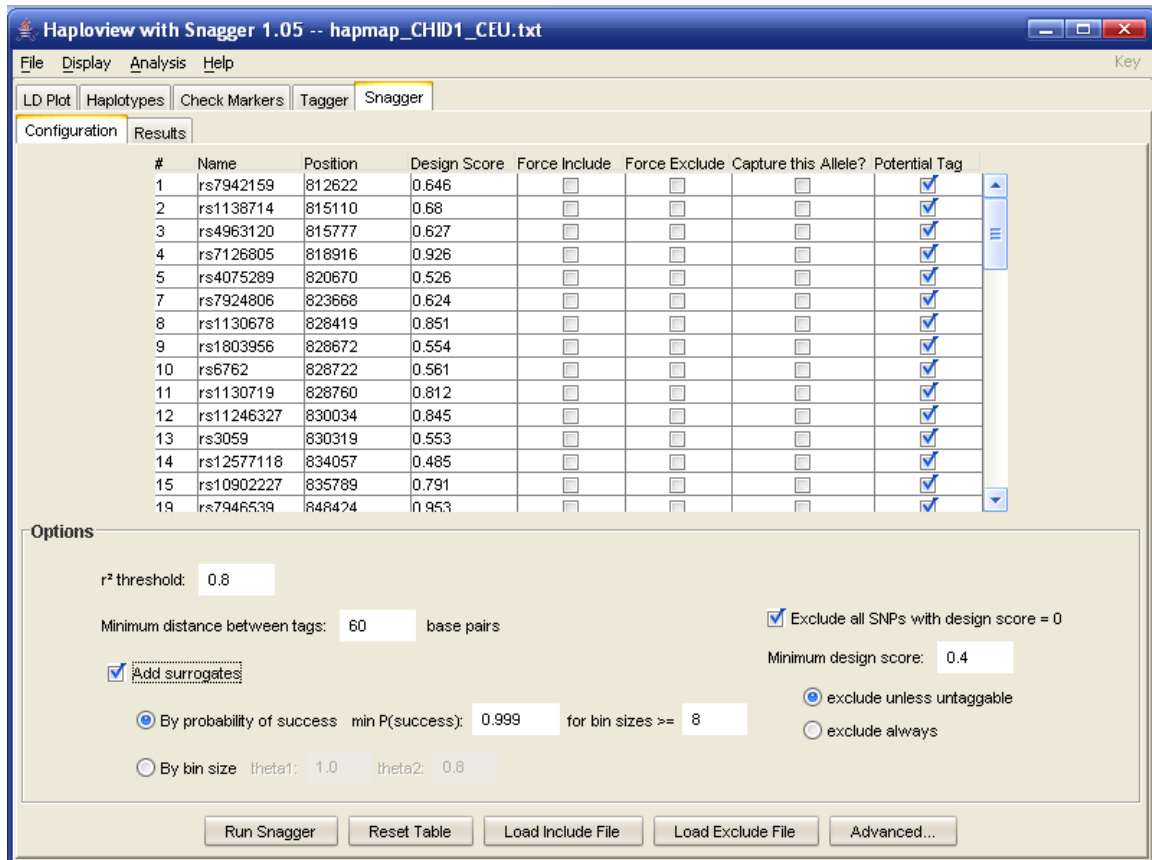 Haploview with Snagger 1.05 -- hapmap_CHID1_CEU.txt
File Display Analysis Help Key
LD Plot Haplotypes Check Markers Tagger Snagger
Configuration Results
# Name Position Design Score Force Include Force Exclude Capture this Allele? Potential Tag
1 rs7942159 812622 0.646
2 rs1138714 815110 0.68
3 rs4963120 815777 0.627
4 rs7126805 818916 0.926
5 rs4075289 820670 0.526
7 rs7924806 823668 0.624
8 rs1130678 828419 0.851
9 rs1803956 828672 0.554
10 rs6762 828722 0.561
11 rs1130719 828760 0.812
12 rs11246327 830034 0.845
13 rs3059 830319 0.553
14 rs12577118 834057 0.485
15 rs10902227 835789 0.791
19 rs7946539 848424 0.953
Options
r² threshold: 0.8
Minimum distance between tags: 60 base pairs
Exclude all SNPs with design score = 0
Minimum design score: 0.4
Add surrogates
exclude unless untaggable
By probability of success min P(success): 0.999 for bin sizes >= 8
exclude always
By bin size theta1: 1.0 theta2: 0.8
Run Snagger Reset Table Load Include File Load Exclude File Advanced...